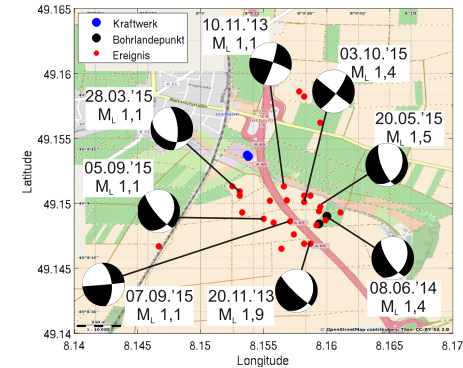 49.165
49.16
49.155
49.15
49.145
49.14
Latitude
Kraftwerk
Bohrlandepunkt
Ereignis
10.11.'13
M_L 1,1
03.10.'15
M_L 1,4
28.03.'15
M_L 1,1
20.05.'15
M_L 1,5
05.09.'15
M_L 1,1
07.09.'15
M_L 1,1
20.11.'13
M_L 1,9
08.06.'14
M_L 1,4
© OpenStreetMap contributors, Tiles: CC-BY-SA 2.0
8.14
8.145
8.15
8.155
8.16
8.165
8.17
Longitude